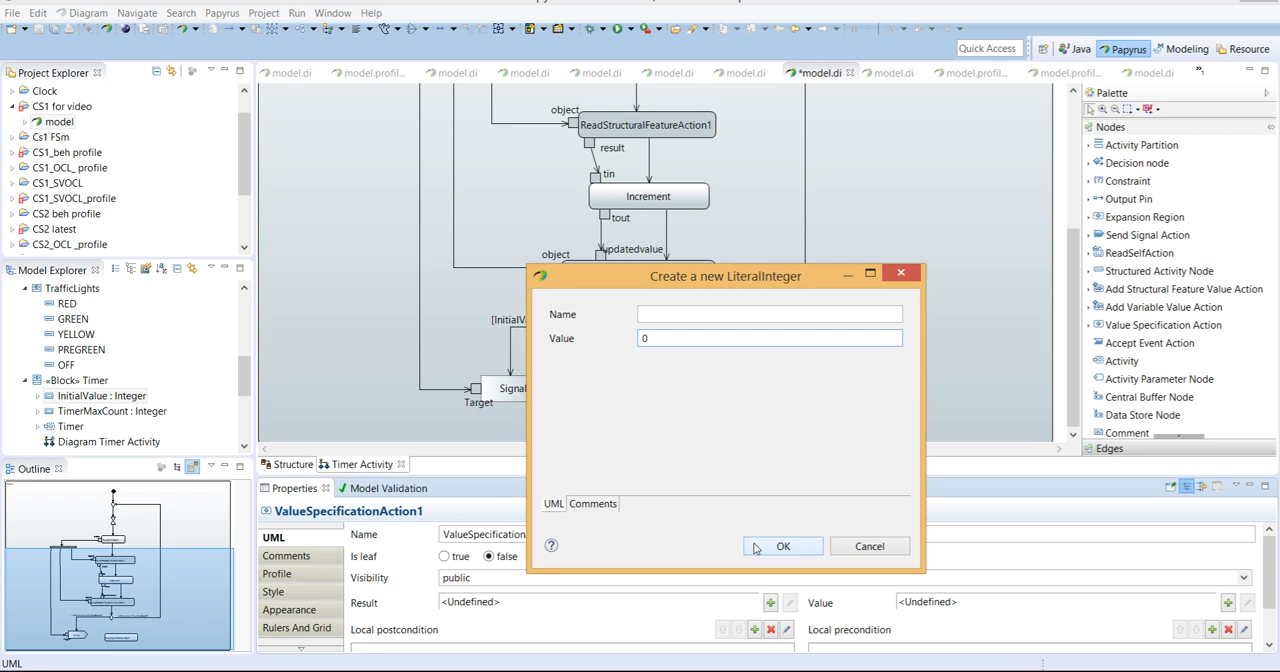 File Edit Diagram Navigate Search Papyrus Project Run Window Help
Quick Access Java Papyrus Modeling Resource
Project Explorer
Clock
CS1 for video
model
Cs1 FSm
CS1_beh profile
CS1_OCL_ profile
CS1_SVOCL
CS1_SVOCL_profile
CS2 beh profile
CS2 latest
CS2_OCL _profile
Model Explorer
TrafficLights
RED
GREEN
YELLOW
PREGREEN
OFF
«Block» Timer
InitialValue : Integer
TimerMaxCount : Integer
Timer
Diagram Timer Activity
Outline
model.di model.profil... model.di model.di model.di model.di model.di *model.di model.di model.profil... model.profil... model.di
object
ReadStructuralFeatureAction1
result
tin
Increment
tout
updatedvalue
object
[InitialV
Signal
Target
Create a new LiteralInteger
Name
Value 0
UML Comments
OK Cancel
Palette
Nodes
Activity Partition
Decision node
Constraint
Output Pin
Expansion Region
Send Signal Action
ReadSelfAction
Structured Activity Node
Add Structural Feature Value Action
Add Variable Value Action
Value Specification Action
Accept Event Action
Activity
Activity Parameter Node
Central Buffer Node
Data Store Node
Comment
Edges
Structure Timer Activity
Properties Model Validation
ValueSpecificationAction1
UML
Comments
Profile
Style
Appearance
Rulers And Grid
Name ValueSpecification
Is leaf true false
Visibility public
Result <Undefined> Value <Undefined>
Local postcondition Local precondition
UML